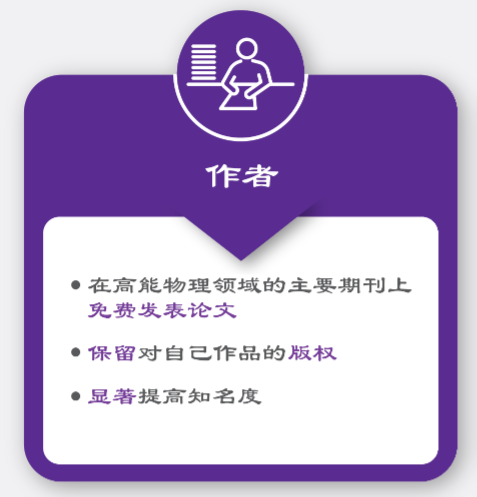 作者
• 在高能物理领域的主要期刊上
免费发表论文
• 保留对自己作品的版权
• 显著提高知名度